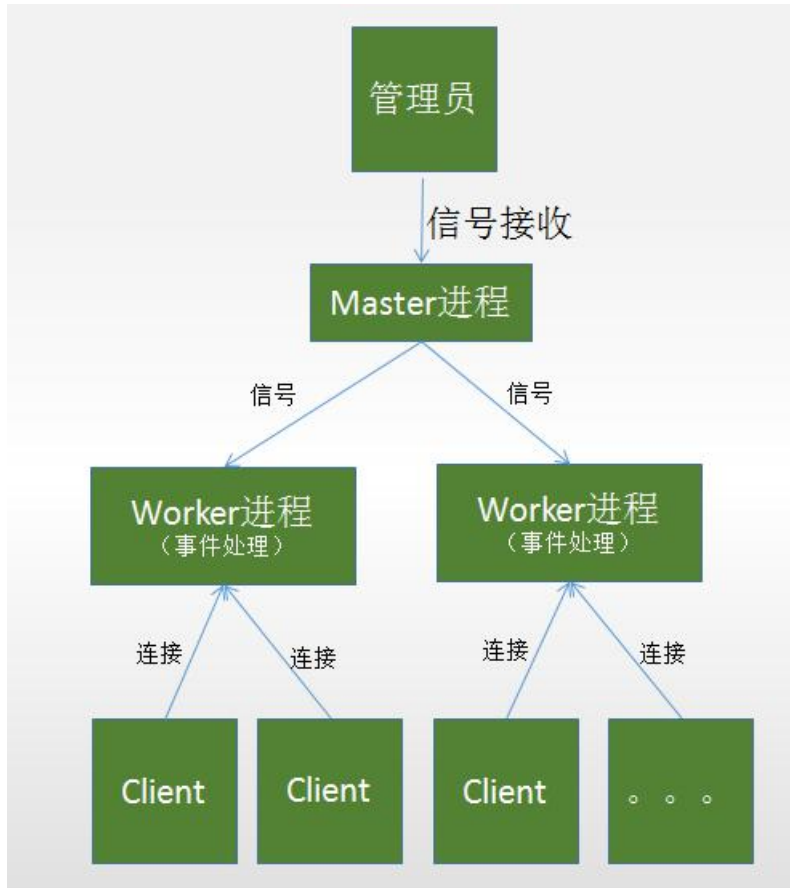 管理员
信号接收
Master进程
信号
信号
Worker进程
（事件处理）
Worker进程
（事件处理）
连接
连接
连接
连接
Client
Client
Client
。。。